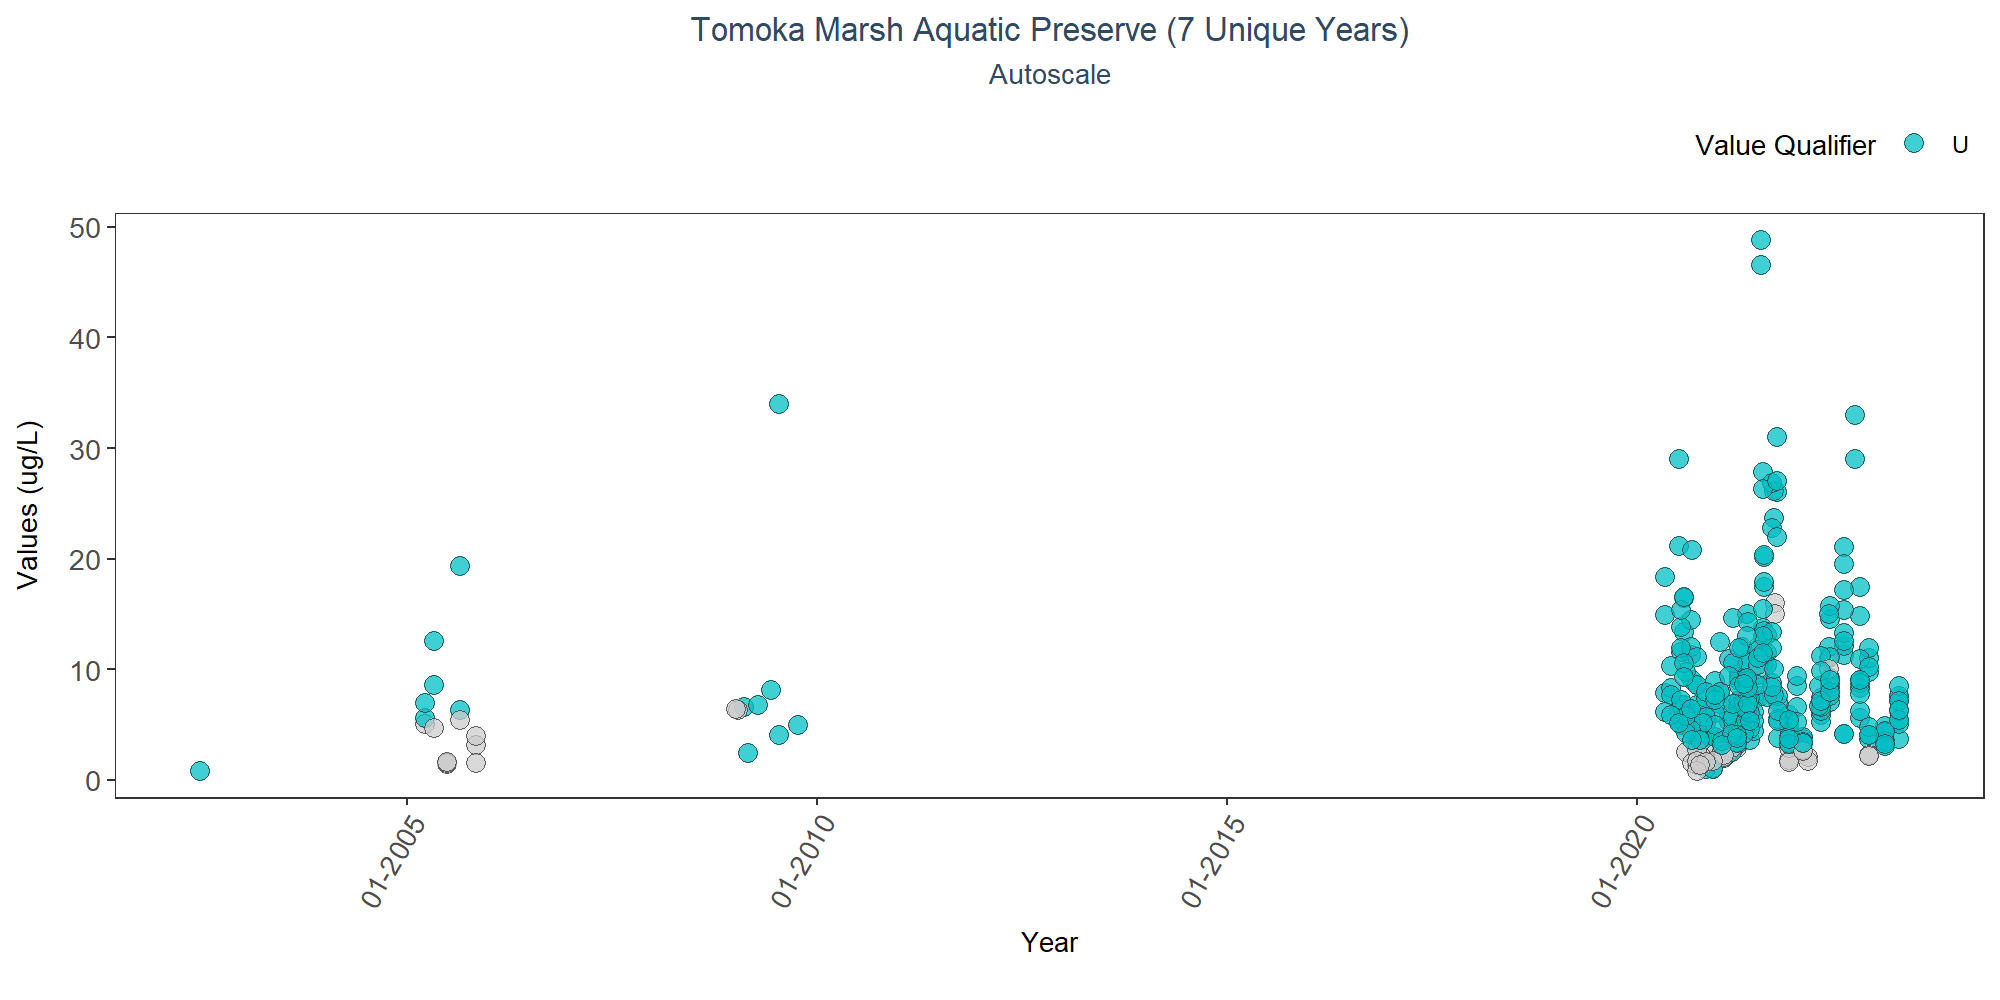 Tomoka Marsh Aquatic Preserve (7 Unique Years)
Autoscale
Value Qualifier U
50
40
30
20
10
0
Values (ug/L)
01-2005
01-2010
01-2015
01-2020
Year